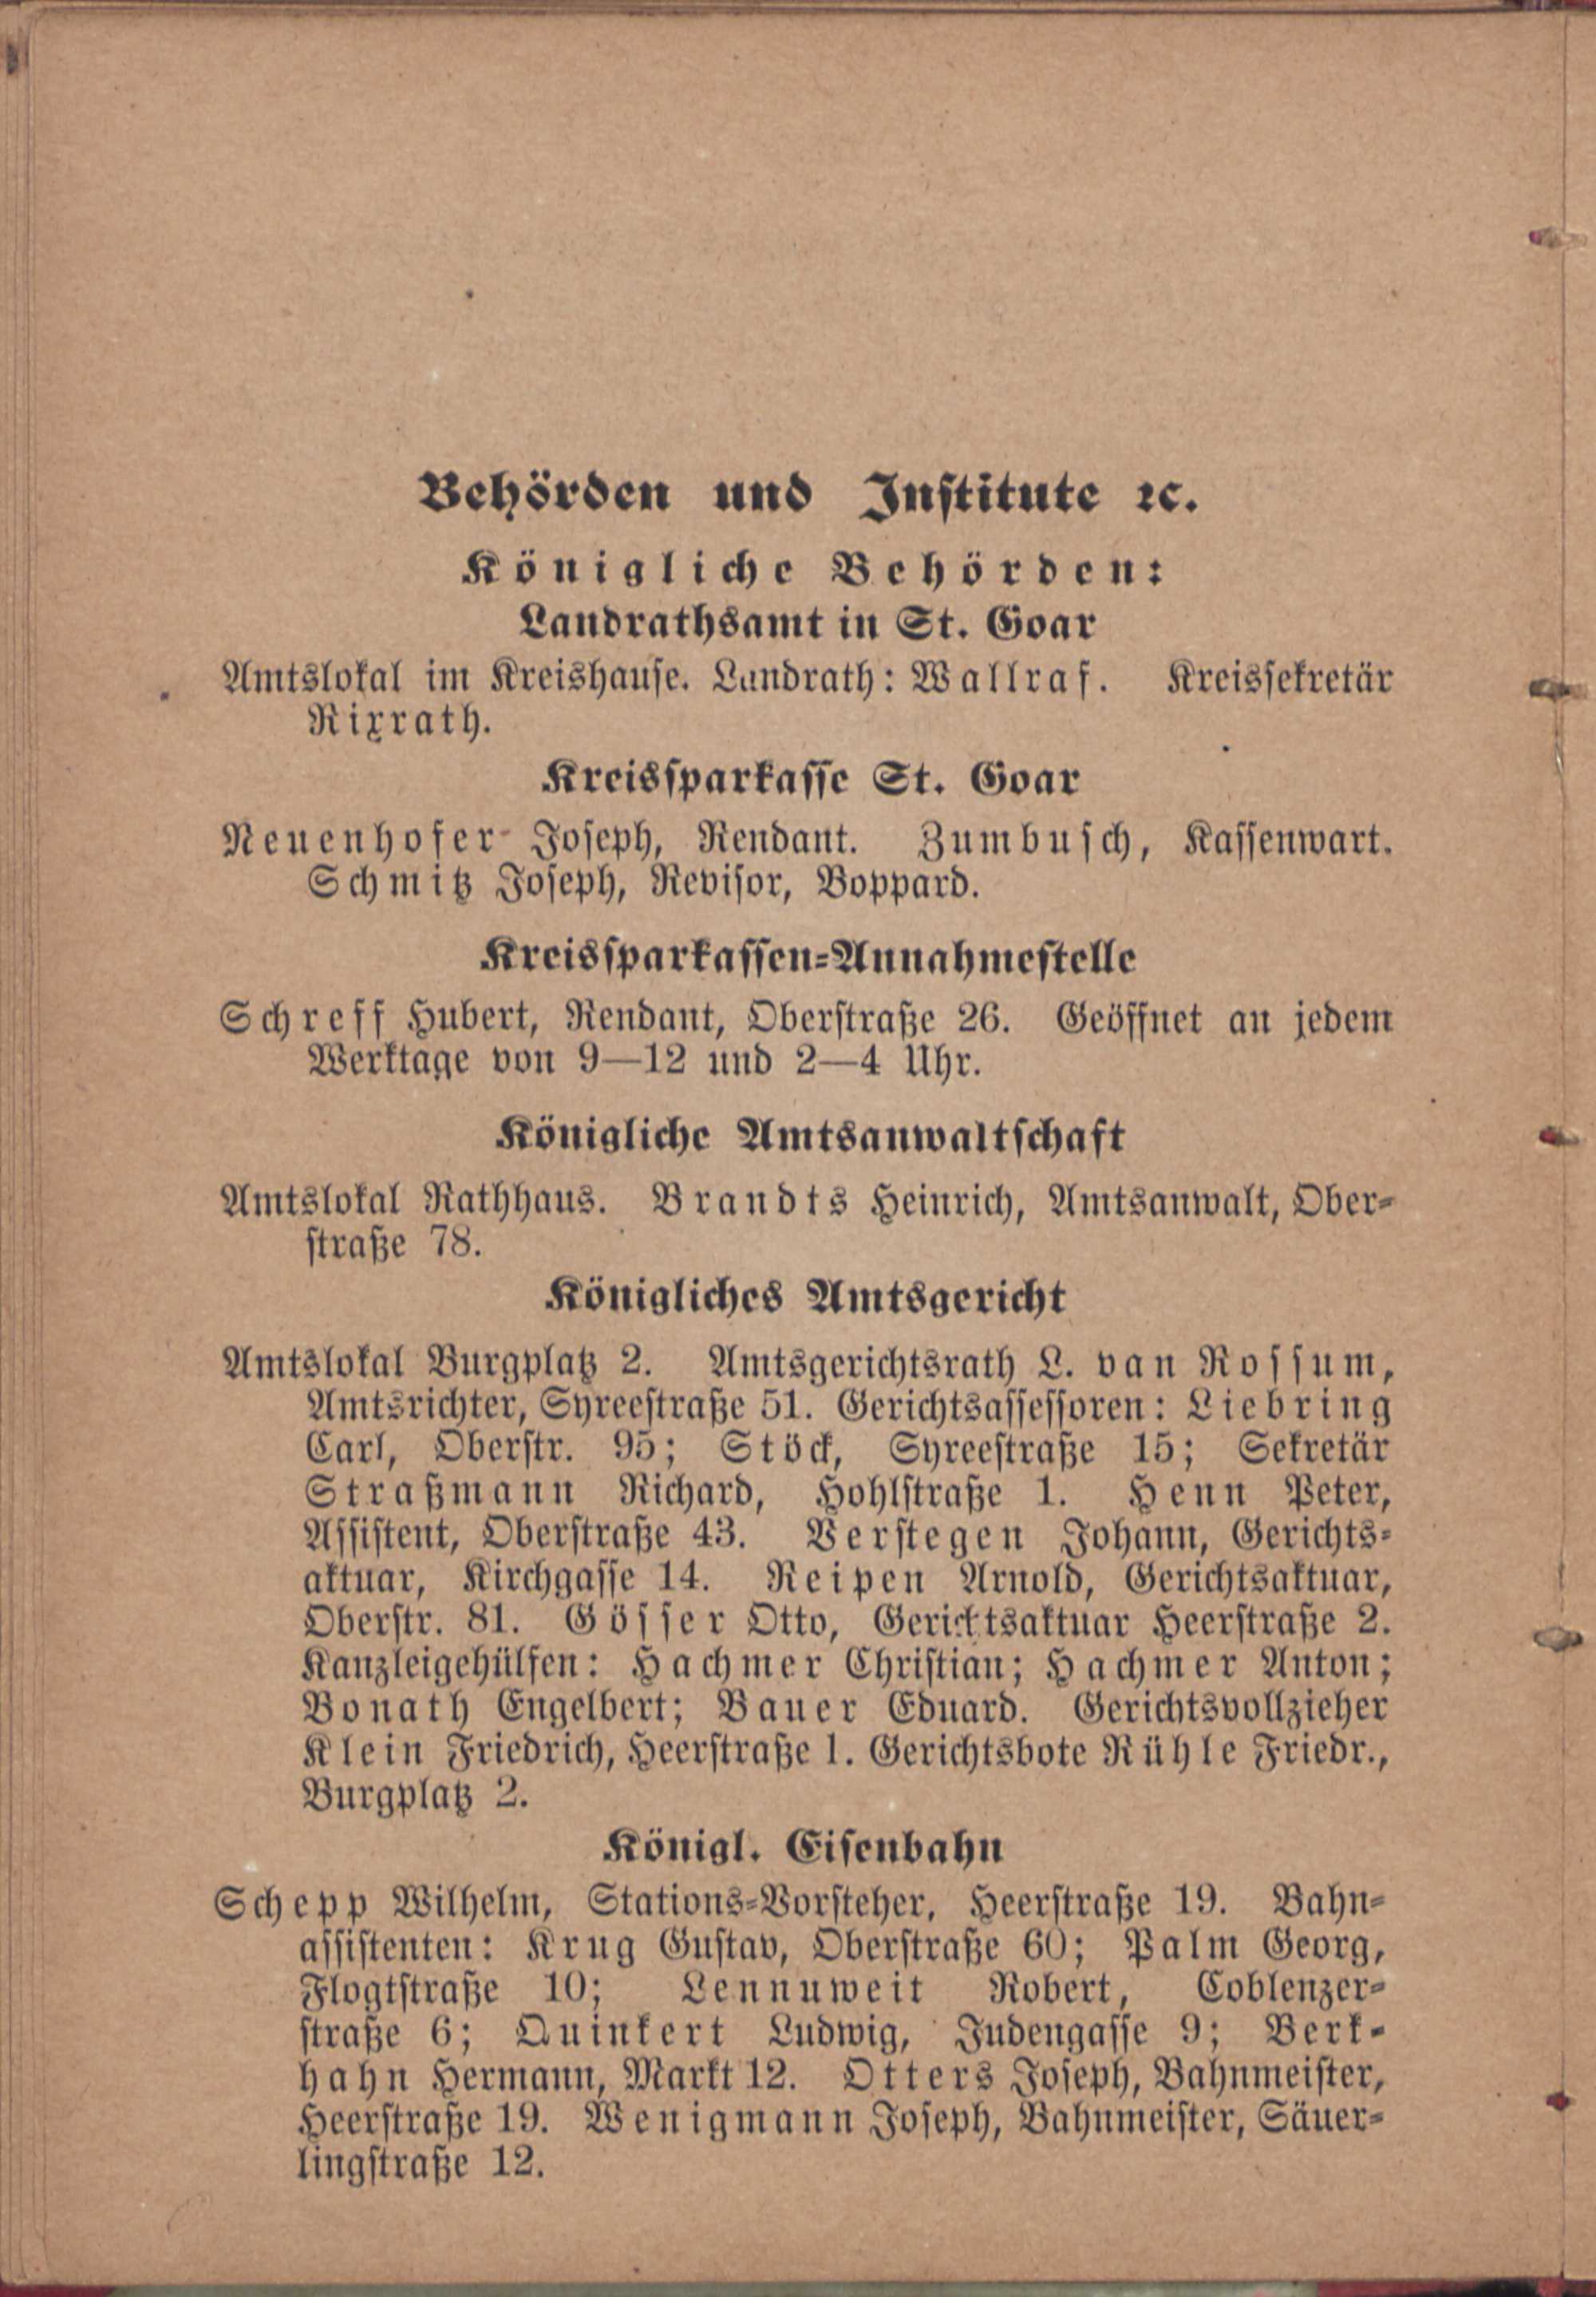 Behörden und Institute ꝛc.
Königliche Behörden:
Landrathsamt in St. Goar
Amtslokal im Kreishause. Landrath: Wallraf. Kreissekretär
Rixrath.
Kreissparkasse St. Goar
Neuenhofer Joseph, Rendant. Zumbusch, Kassenwart.
Schmitz Joseph, Revisor, Boppard.
Kreissparkassen-Annahmestelle
Schreff Hubert, Rendant, Oberstraße 26. Geöffnet an jedem
Werktage von 9—12 und 2—4 Uhr.
Königliche Amtsanwaltschaft
Amtslokal Rathhaus. Brandts Heinrich, Amtsanwalt, Ober-
straße 78.
Königliches Amtsgericht
Amtslokal Burgplatz 2. Amtsgerichtsrath L. van Rossum,
Amtsrichter, Syreestraße 51. Gerichtsassessoren: Liebring
Carl, Oberstr. 95; Stöck, Syreestraße 15; Sekretär
Straßmann Richard, Hohlstraße 1. Henn Peter,
Assistent, Oberstraße 43. Verstegen Johann, Gerichts-
aktuar, Kirchgasse 14. Reipen Arnold, Gerichtsaktuar,
Oberstr. 81. Gösser Otto, Gerichtsaktuar Heerstraße 2.
Kanzleigehülfen: Hachmer Christian; Hachmer Anton;
Bonath Engelbert; Bauer Eduard. Gerichtsvollzieher
Klein Friedrich, Heerstraße 1. Gerichtsbote Rühle Friedr.,
Burgplatz 2.
Königl. Eisenbahn
Schepp Wilhelm, Stations-Vorsteher, Heerstraße 19. Bahn-
assistenten: Krug Gustav, Oberstraße 60; Palm Georg,
Flogtstraße 10; Lennuweit Robert, Coblenzer-
straße 6; Quinkert Ludwig, Judengasse 9; Berk-
hahn Hermann, Markt 12. Otters Joseph, Bahnmeister,
Heerstraße 19. Wenigmann Joseph, Bahnmeister, Säuer-
lingstraße 12.